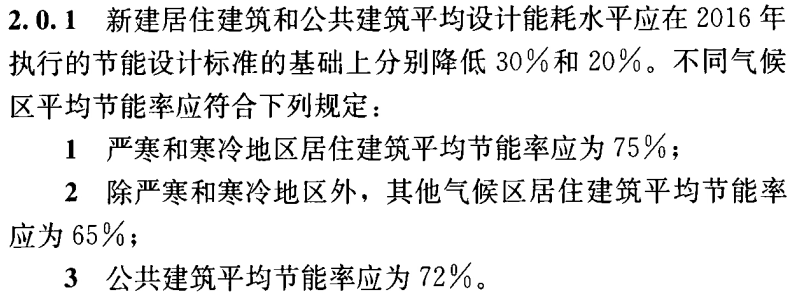 2.0.1 新建居住建筑和公共建筑平均设计能耗水平应在 2016 年
执行的节能设计标准的基础上分别降低 30%和 20%。不同气候
区平均节能率应符合下列规定：
1 严寒和寒冷地区居住建筑平均节能率应为 75%；
2 除严寒和寒冷地区外，其他气候区居住建筑平均节能率
应为 65%；
3 公共建筑平均节能率应为 72%。